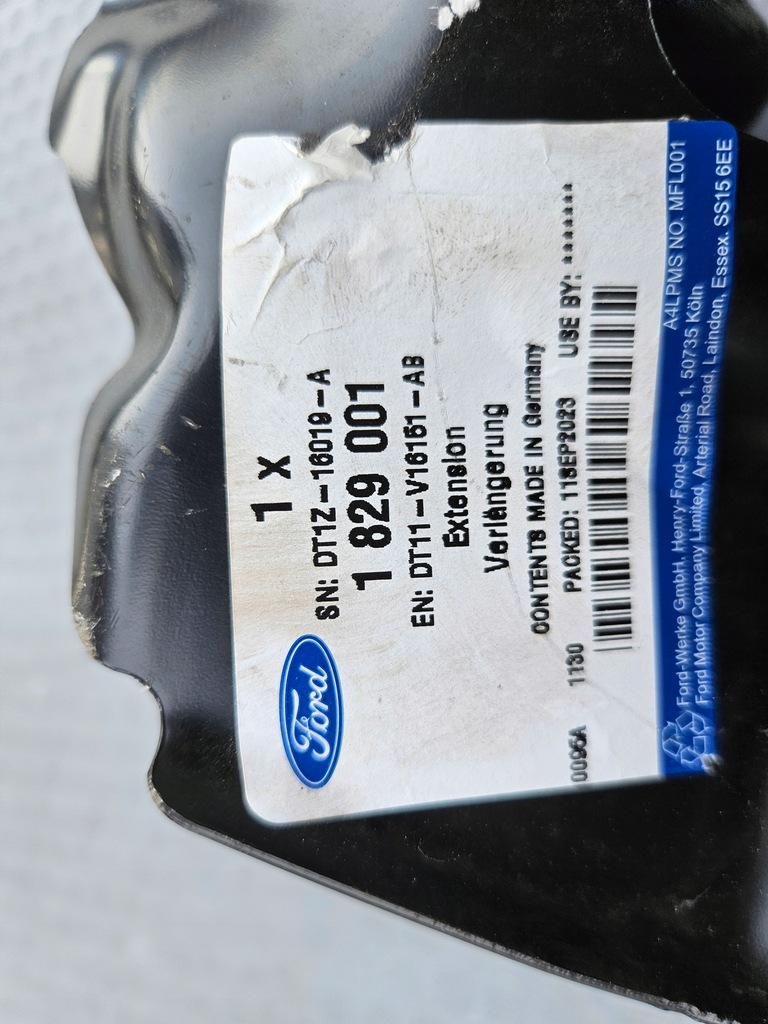 Ford
1 x
SN: DT1Z-16019-A
1 829 001
EN: DT11-V16151-AB
Extension
Verlängerung
CONTENTS MADE IN Germany
0095A 1130 PACKED: 11SEP2023 USE BY: ********
A4LPMS NO. MFL001
Ford-Werke GmbH, Henry-Ford-Straße 1, 50735 Köln
Ford Motor Company Limited, Arterial Road, Laindon, Essex. SS15 6EE